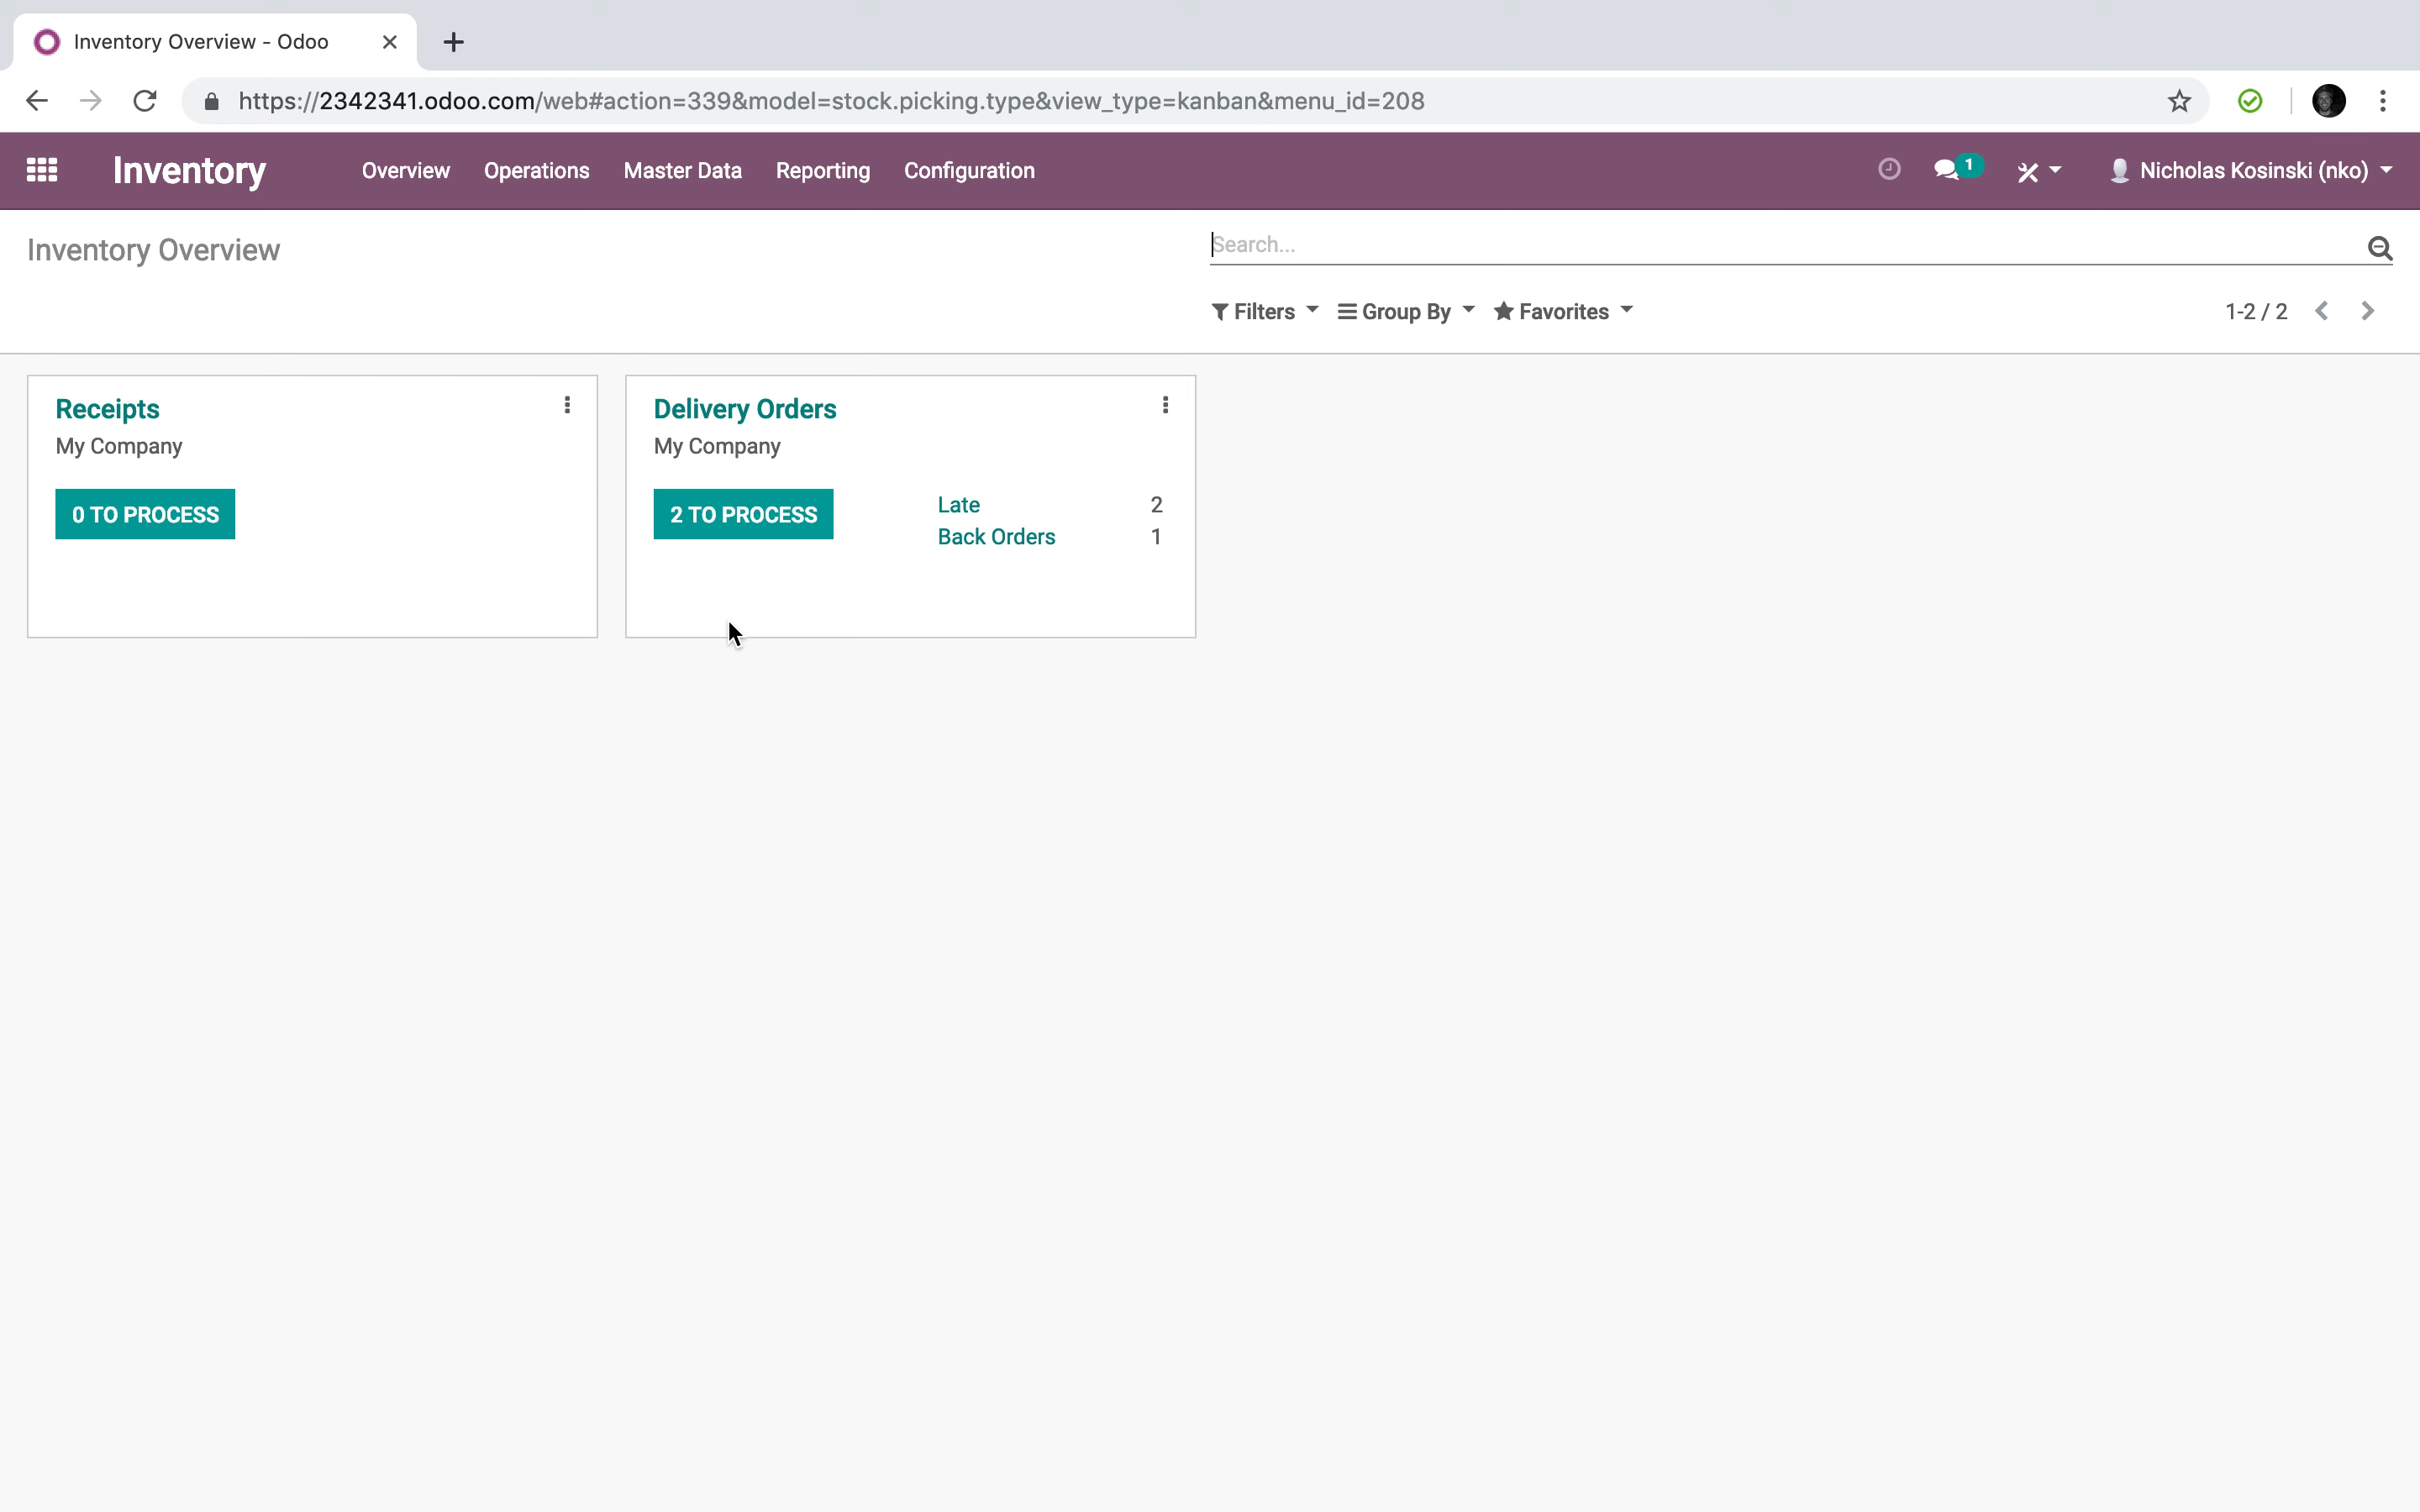 Inventory Overview - Odoo
https://2342341.odoo.com/web#action=339&model=stock.picking.type&view_type=kanban&menu_id=208
Inventory Overview Operations Master Data Reporting Configuration 1 Nicholas Kosinski (nko)
Inventory Overview
Search...
Filters Group By Favorites 1-2 / 2
Receipts
My Company
0 TO PROCESS
Delivery Orders
My Company
2 TO PROCESS
Late 2
Back Orders 1